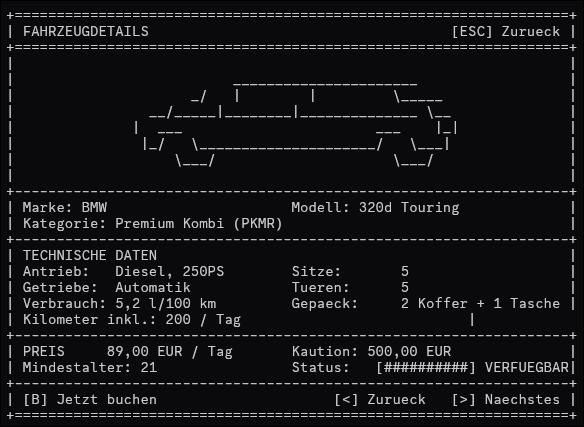 FAHRZEUGDETAILS [ESC] Zurueck
Marke: BMW Modell: 320d Touring
Kategorie: Premium Kombi (PKMR)
TECHNISCHE DATEN
Antrieb: Diesel, 250PS Sitze: 5
Getriebe: Automatik Tueren: 5
Verbrauch: 5,2 l/100 km Gepaeck: 2 Koffer + 1 Tasche
Kilometer inkl.: 200 / Tag
PREIS 89,00 EUR / Tag Kaution: 500,00 EUR
Mindestalter: 21 Status: [##########] VERFUEGBAR
[B] Jetzt buchen [<] Zurueck [>] Naechstes